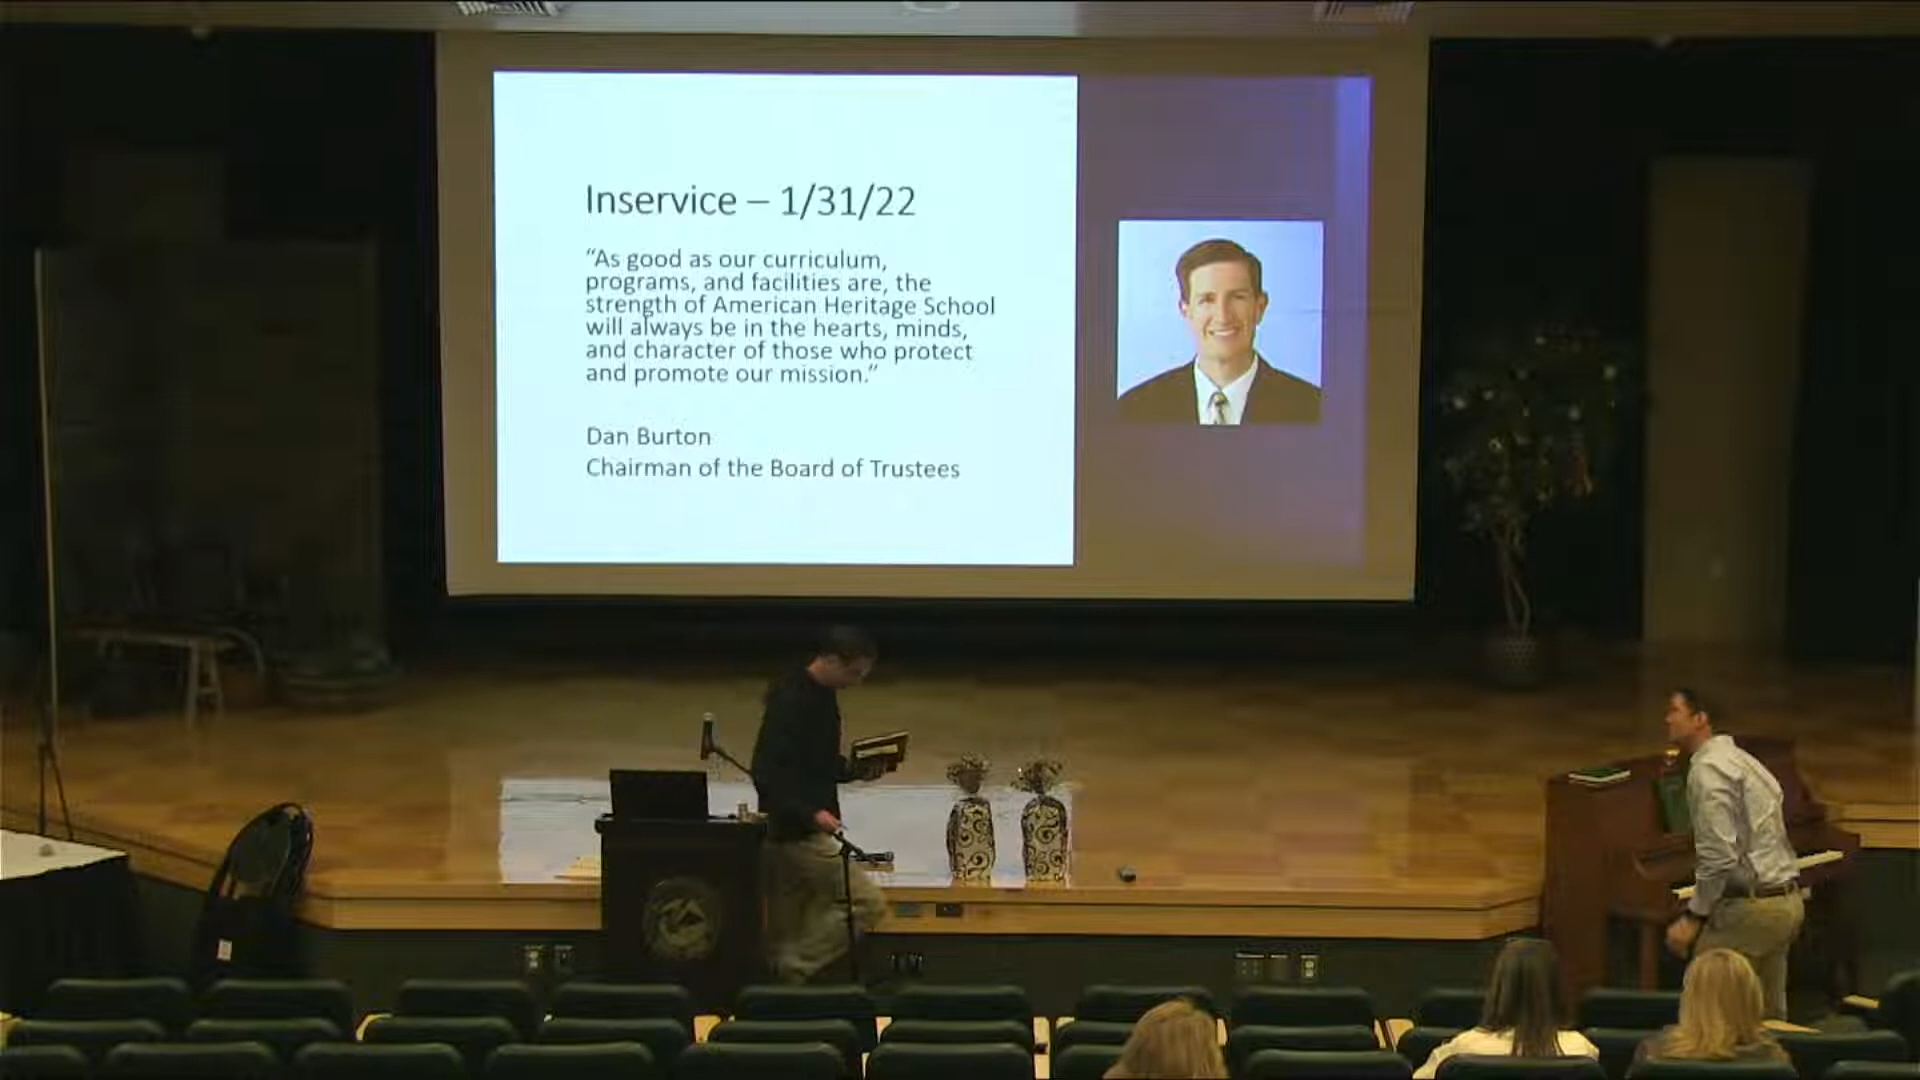 Inservice – 1/31/22
“As good as our curriculum,
programs, and facilities are, the
strength of American Heritage School
will always be in the hearts, minds,
and character of those who protect
and promote our mission.”
Dan Burton
Chairman of the Board of Trustees